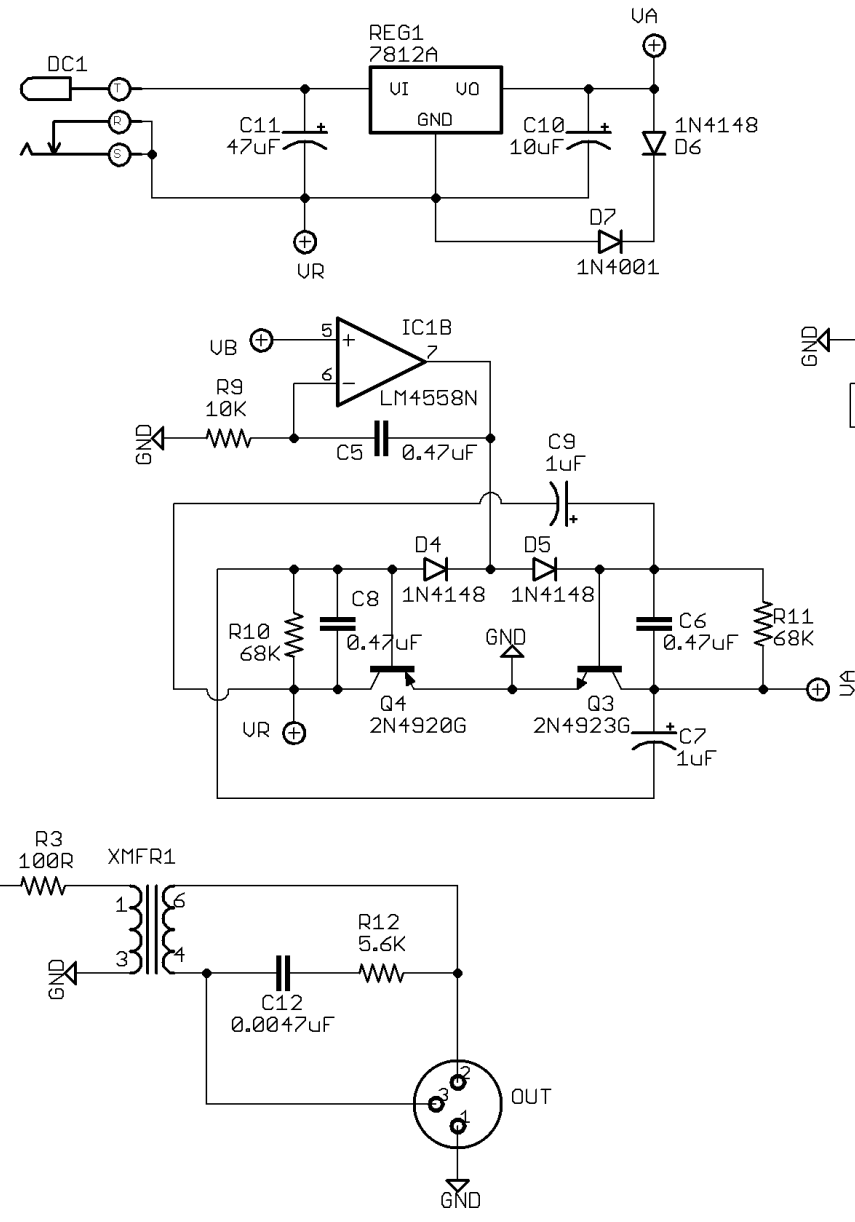 VA
REG1
7812A
DC1
T
VI
VO
R
GND
C11
47uF
C10
10uF
1N4148
D6
S
D7
1N4001
VR
IC1B
VB
5
7
6
R9
10K
LM4558N
GND
GND
C5
0.47uF
C9
1uF
D4
D5
1N4148
1N4148
C8
0.47uF
R10
68K
GND
C6
0.47uF
R11
68K
Q4
2N4920G
Q3
2N4923G
VR
VA
C7
1uF
R3
100R
XMFR1
1
6
3
4
GND
R12
5.6K
C12
0.0047uF
2
3
1
OUT
GND